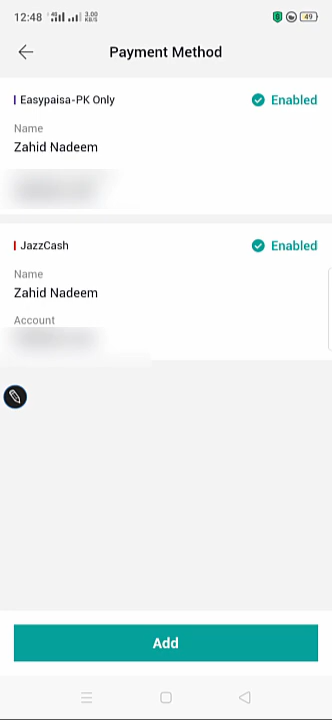 12:48 4G 3.00 KB/S 49
Payment Method
Easypaisa-PK Only Enabled
Name
Zahid Nadeem
JazzCash Enabled
Name
Zahid Nadeem
Account
Add